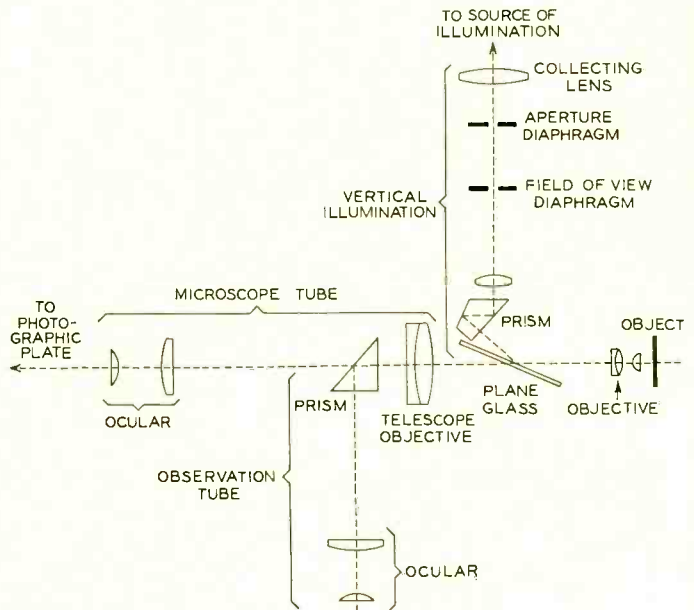 TO SOURCE OF
ILLUMINATION
COLLECTING
LENS
APERTURE
DIAPHRAGM
VERTICAL
ILLUMINATION
FIELD OF VIEW
DIAPHRAGM
MICROSCOPE TUBE
TO
PHOTO-
GRAPHIC
PLATE
PRISM
OBJECT
OCULAR
PRISM
TELESCOPE
OBJECTIVE
PLANE
GLASS
OBJECTIVE
OBSERVATION
TUBE
OCULAR